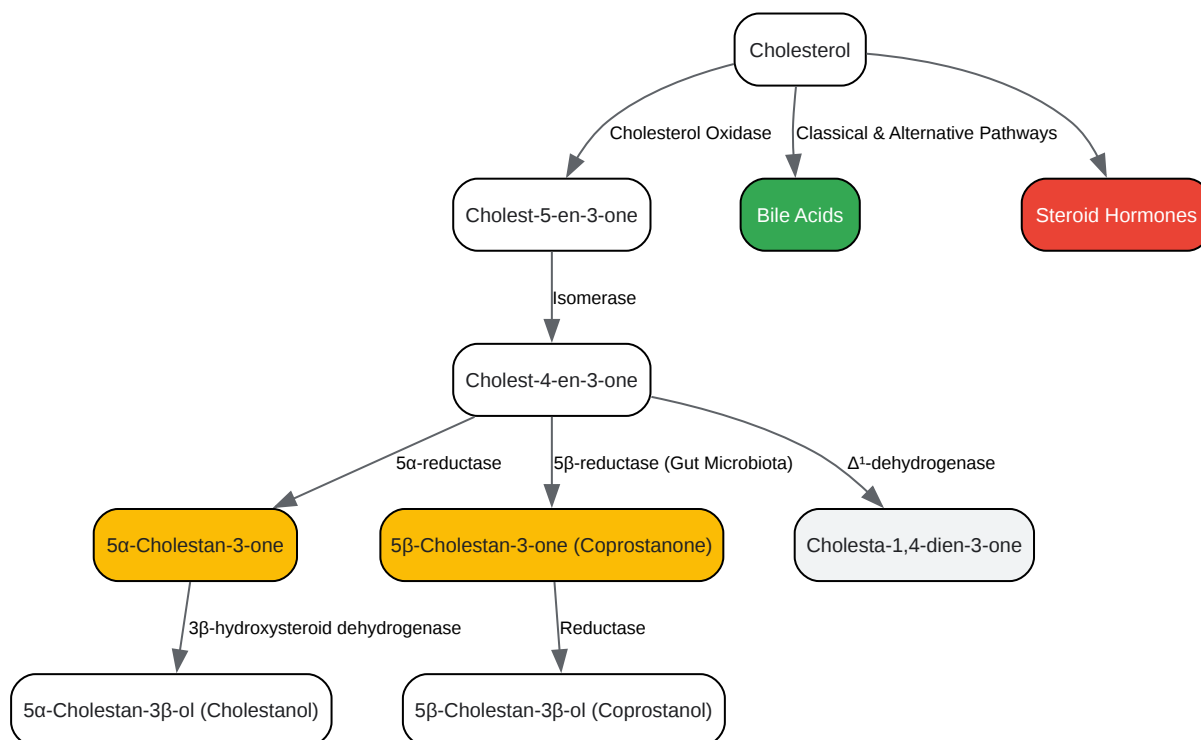 Cholesterol
Cholesterol Oxidase
Classical & Alternative Pathways
Cholest-5-en-3-one
Bile Acids
Steroid Hormones
Isomerase
Cholest-4-en-3-one
5α-reductase
5β-reductase (Gut Microbiota)
Δ¹-dehydrogenase
5α-Cholestan-3-one
5β-Cholestan-3-one (Coprostanone)
Cholesta-1,4-dien-3-one
3β-hydroxysteroid dehydrogenase
Reductase
5α-Cholestan-3β-ol (Cholestanol)
5β-Cholestan-3β-ol (Coprostanol)